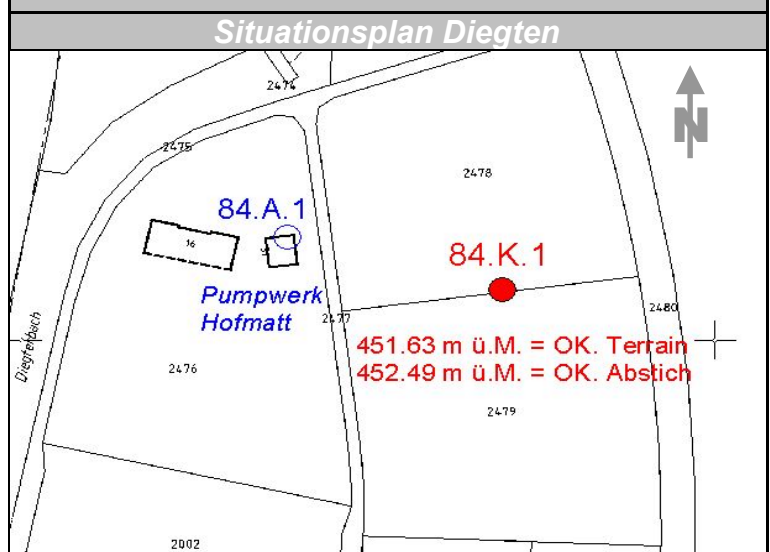 Situationsplan Diegten
2474
N
2475
2478
84.A.1
16
84.K.1
Pumpwerk
Hofmatt
2477
2480
451.63 m ü.M. = OK. Terrain
452.49 m ü.M. = OK. Abstich
Diegterbach
2476
2479
2002